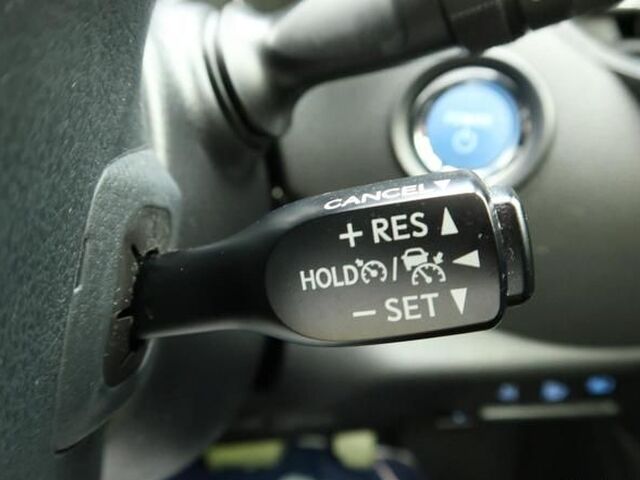 CANCEL▼
+ RES ▲
HOLD / ◄
− SET ▼